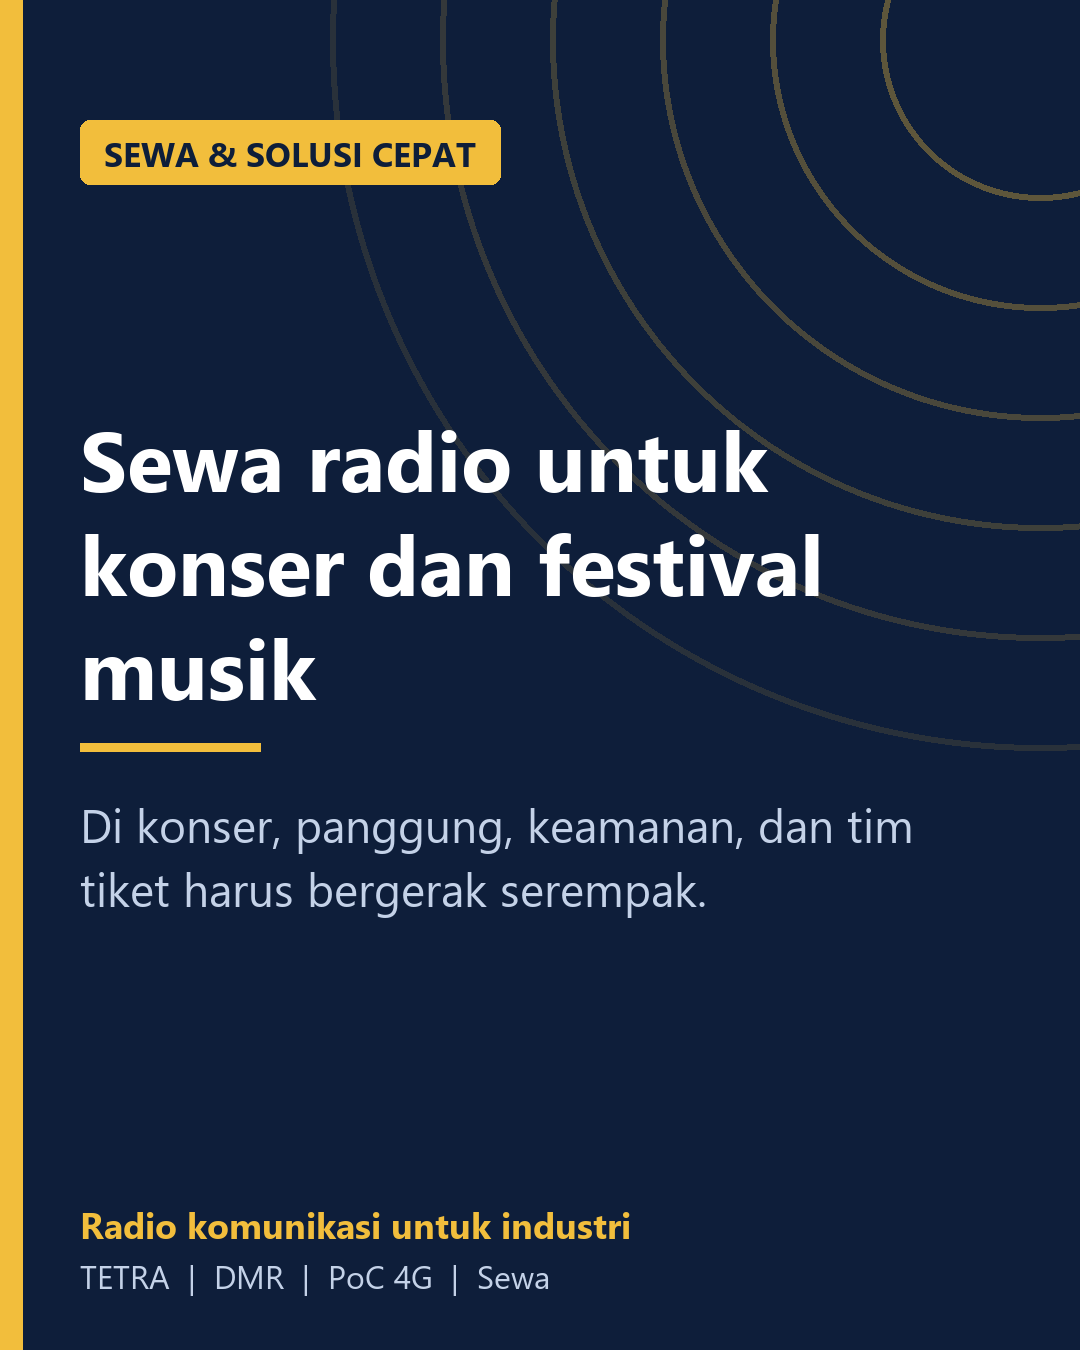 SEWA & SOLUSI CEPAT
Sewa radio untuk
konser dan festival
musik
Di konser, panggung, keamanan, dan tim
tiket harus bergerak serempak.
Radio komunikasi untuk industri
TETRA | DMR | PoC 4G | Sewa